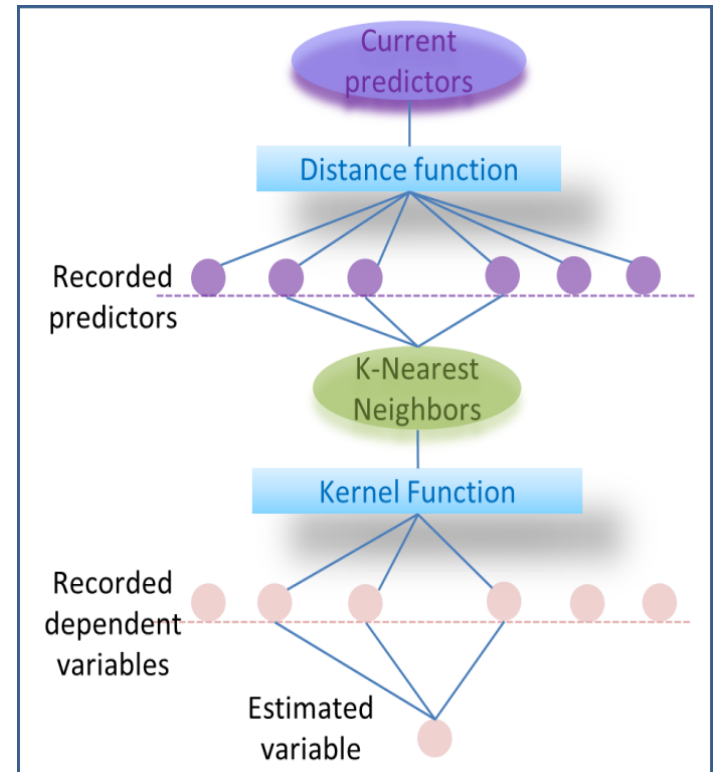 Current
predictors
Distance function
Recorded
predictors
K-Nearest
Neighbors
Kernel Function
Recorded
dependent
variables
Estimated
variable